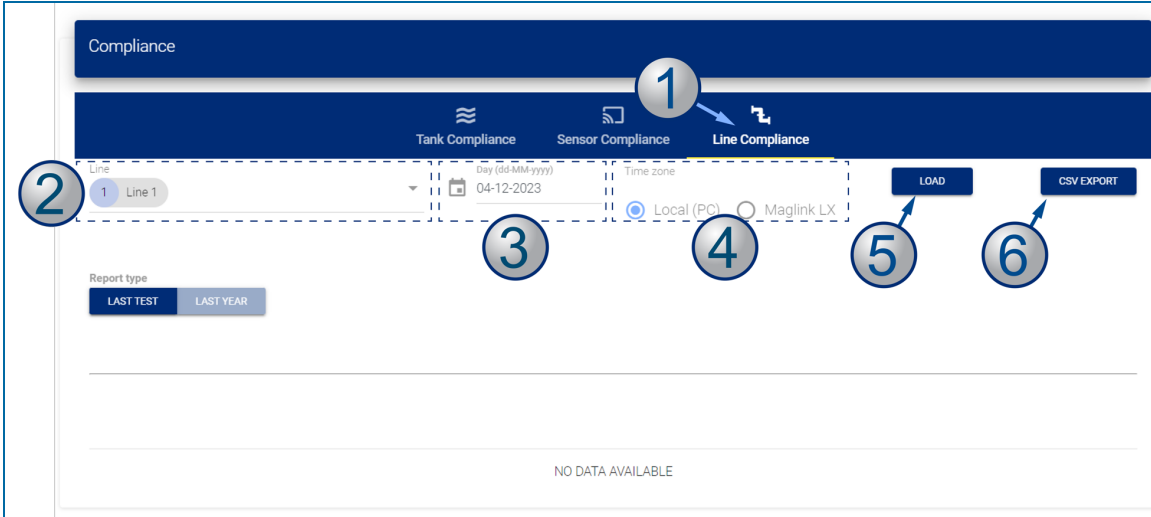 Compliance
1
Tank Compliance
Sensor Compliance
Line Compliance
2
Line
1 Line 1
Day (dd-MM-yyyy)
04-12-2023
3
Time zone
Local (PC)
Maglink LX
4
LOAD
5
CSV EXPORT
6
Report type
LAST TEST
LAST YEAR
NO DATA AVAILABLE